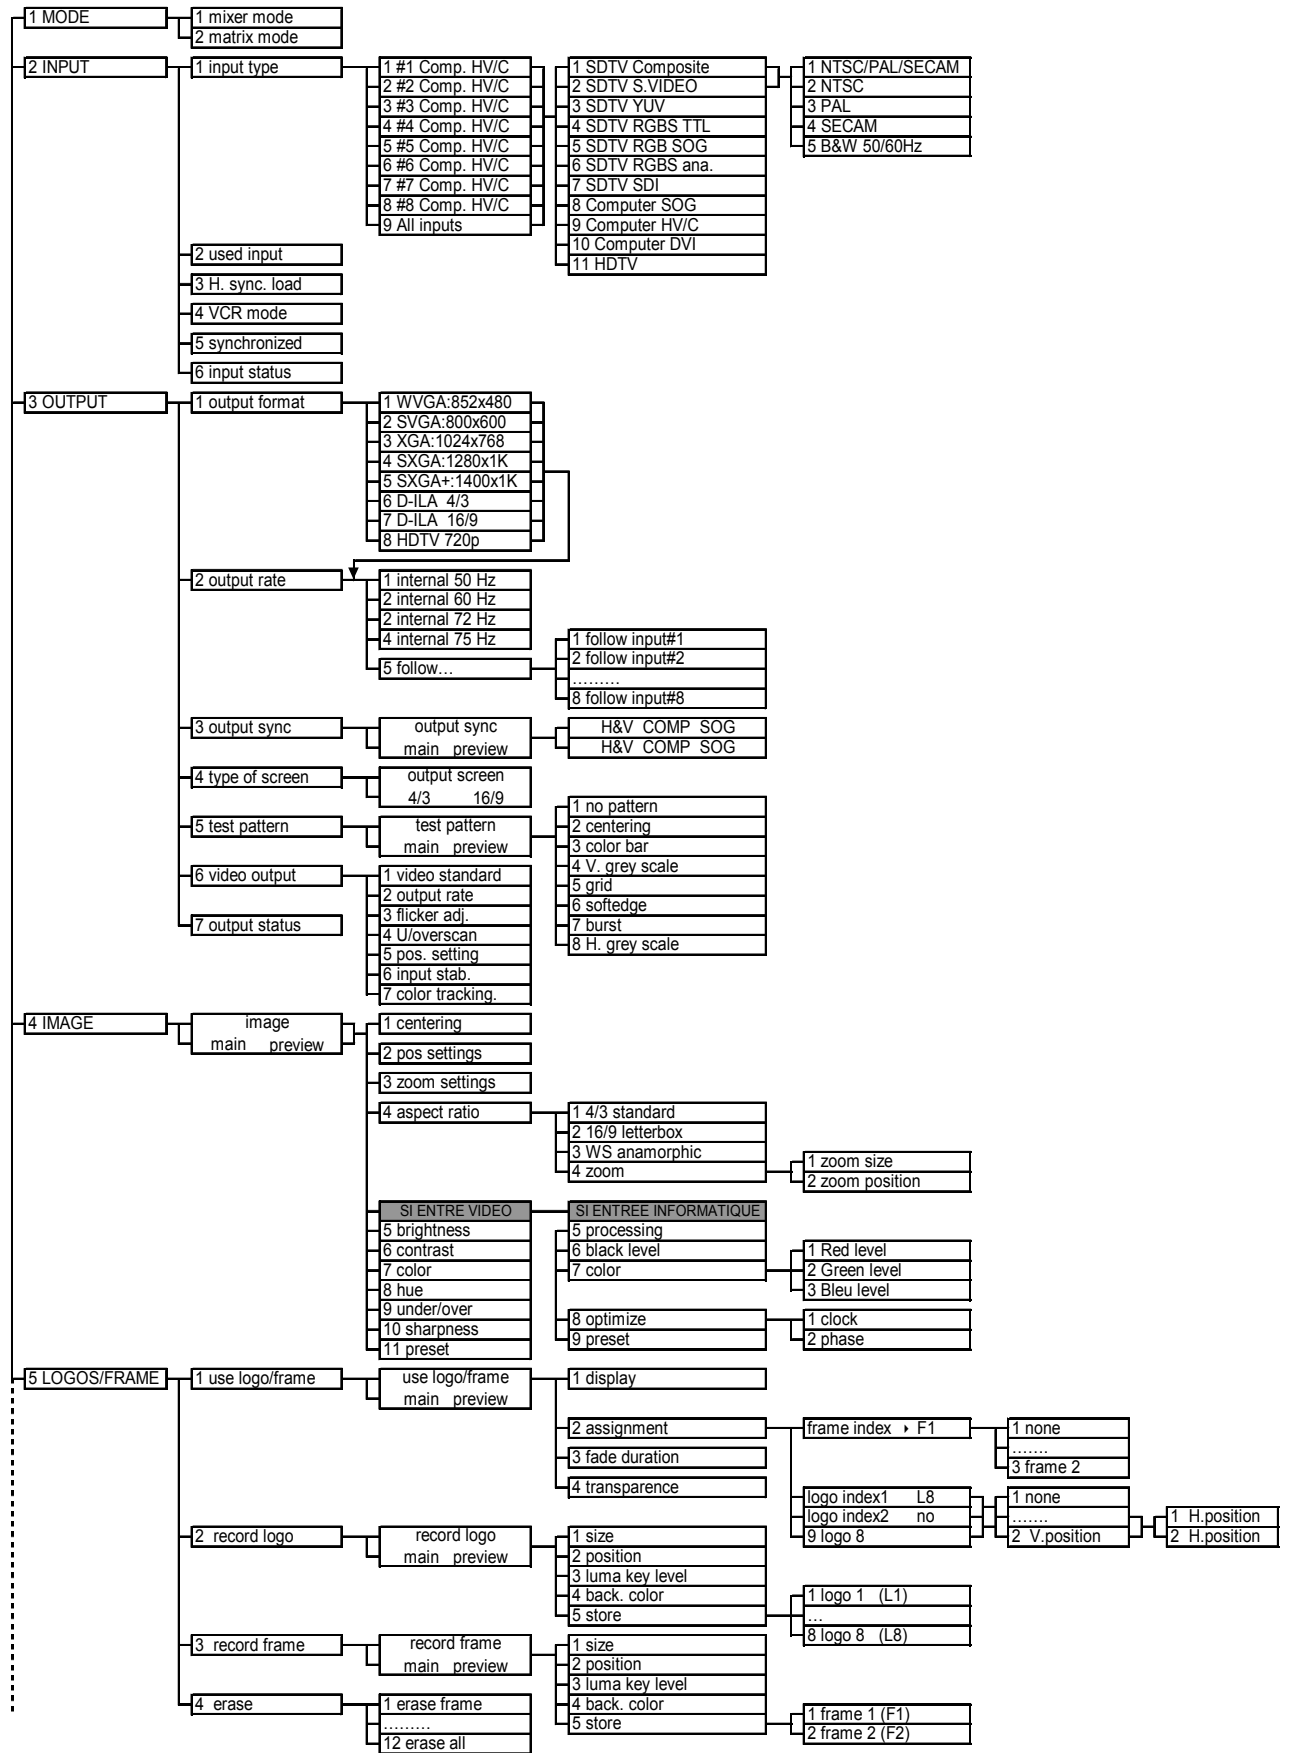 1 MODE
1 mixer mode
2 matrix mode
2 INPUT
1 input type
1 #1 Comp. HV/C
2 #2 Comp. HV/C
3 #3 Comp. HV/C
4 #4 Comp. HV/C
5 #5 Comp. HV/C
6 #6 Comp. HV/C
7 #7 Comp. HV/C
8 #8 Comp. HV/C
9 All inputs
1 SDTV Composite
2 SDTV S.VIDEO
3 SDTV YUV
4 SDTV RGBS TTL
5 SDTV RGB SOG
6 SDTV RGBS ana.
7 SDTV SDI
8 Computer SOG
9 Computer HV/C
10 Computer DVI
11 HDTV
1 NTSC/PAL/SECAM
2 NTSC
3 PAL
4 SECAM
5 B&W 50/60Hz
2 used input
3 H. sync. load
4 VCR mode
5 synchronized
6 input status
3 OUTPUT
1 output format
1 WVGA:852x480
2 SVGA:800x600
3 XGA:1024x768
4 SXGA:1280x1K
5 SXGA+:1400x1K
6 D-ILA 4/3
7 D-ILA 16/9
8 HDTV 720p
2 output rate
1 internal 50 Hz
2 internal 60 Hz
2 internal 72 Hz
4 internal 75 Hz
5 follow…
1 follow input#1
2 follow input#2
………
8 follow input#8
3 output sync
output sync
main preview
H&V COMP SOG
H&V COMP SOG
4 type of screen
output screen
4/3 16/9
5 test pattern
test pattern
main preview
1 no pattern
2 centering
3 color bar
4 V. grey scale
5 grid
6 softedge
7 burst
8 H. grey scale
6 video output
1 video standard
2 output rate
3 flicker adj.
4 U/overscan
5 pos. setting
6 input stab.
7 color tracking.
7 output status
4 IMAGE
image
main preview
1 centering
2 pos settings
3 zoom settings
4 aspect ratio
1 4/3 standard
2 16/9 letterbox
3 WS anamorphic
4 zoom
1 zoom size
2 zoom position
SI ENTRE VIDEO
5 brightness
6 contrast
7 color
8 hue
9 under/over
10 sharpness
11 preset
SI ENTREE INFORMATIQUE
5 processing
6 black level
7 color
1 Red level
2 Green level
3 Bleu level
8 optimize
9 preset
1 clock
2 phase
5 LOGOS/FRAME
1 use logo/frame
use logo/frame
main preview
1 display
2 assignment
3 fade duration
4 transparence
frame index ‣ F1
1 none
…….
3 frame 2
logo index1 L8
logo index2 no
9 logo 8
1 none
…….
2 V.position
1 H.position
2 H.position
2 record logo
record logo
main preview
1 size
2 position
3 luma key level
4 back. color
5 store
1 logo 1 (L1)
…
8 logo 8 (L8)
3 record frame
record frame
main preview
1 size
2 position
3 luma key level
4 back. color
5 store
1 frame 1 (F1)
2 frame 2 (F2)
4 erase
1 erase frame
………
12 erase all